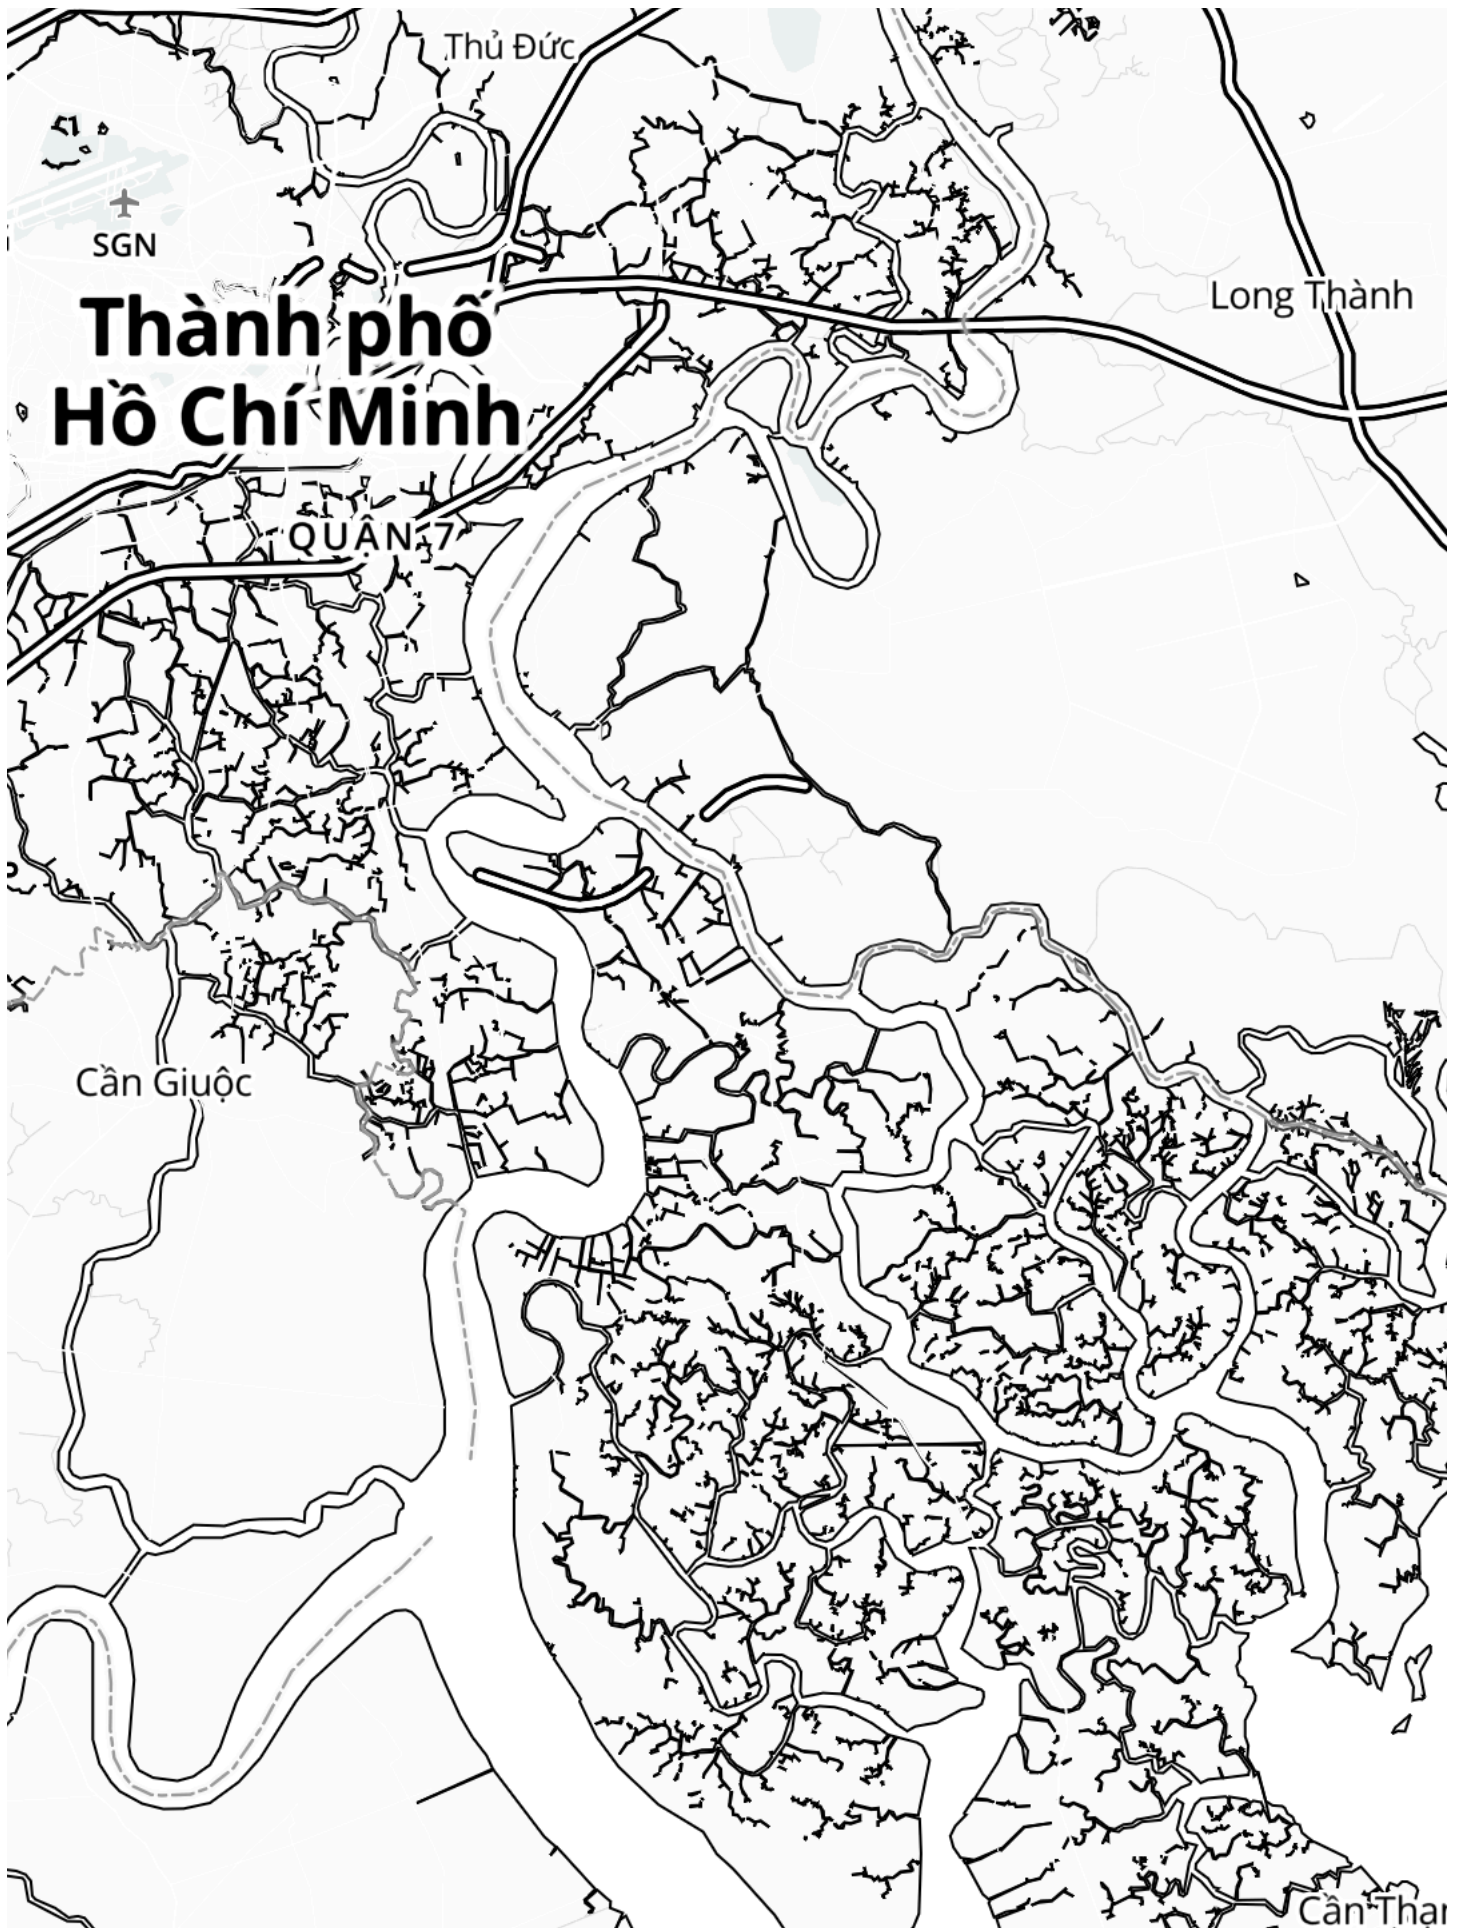 Thủ Đức
SGN
Long Thành
Thành phố
Hồ Chí Minh
QUẬN 7
Cần Giuộc